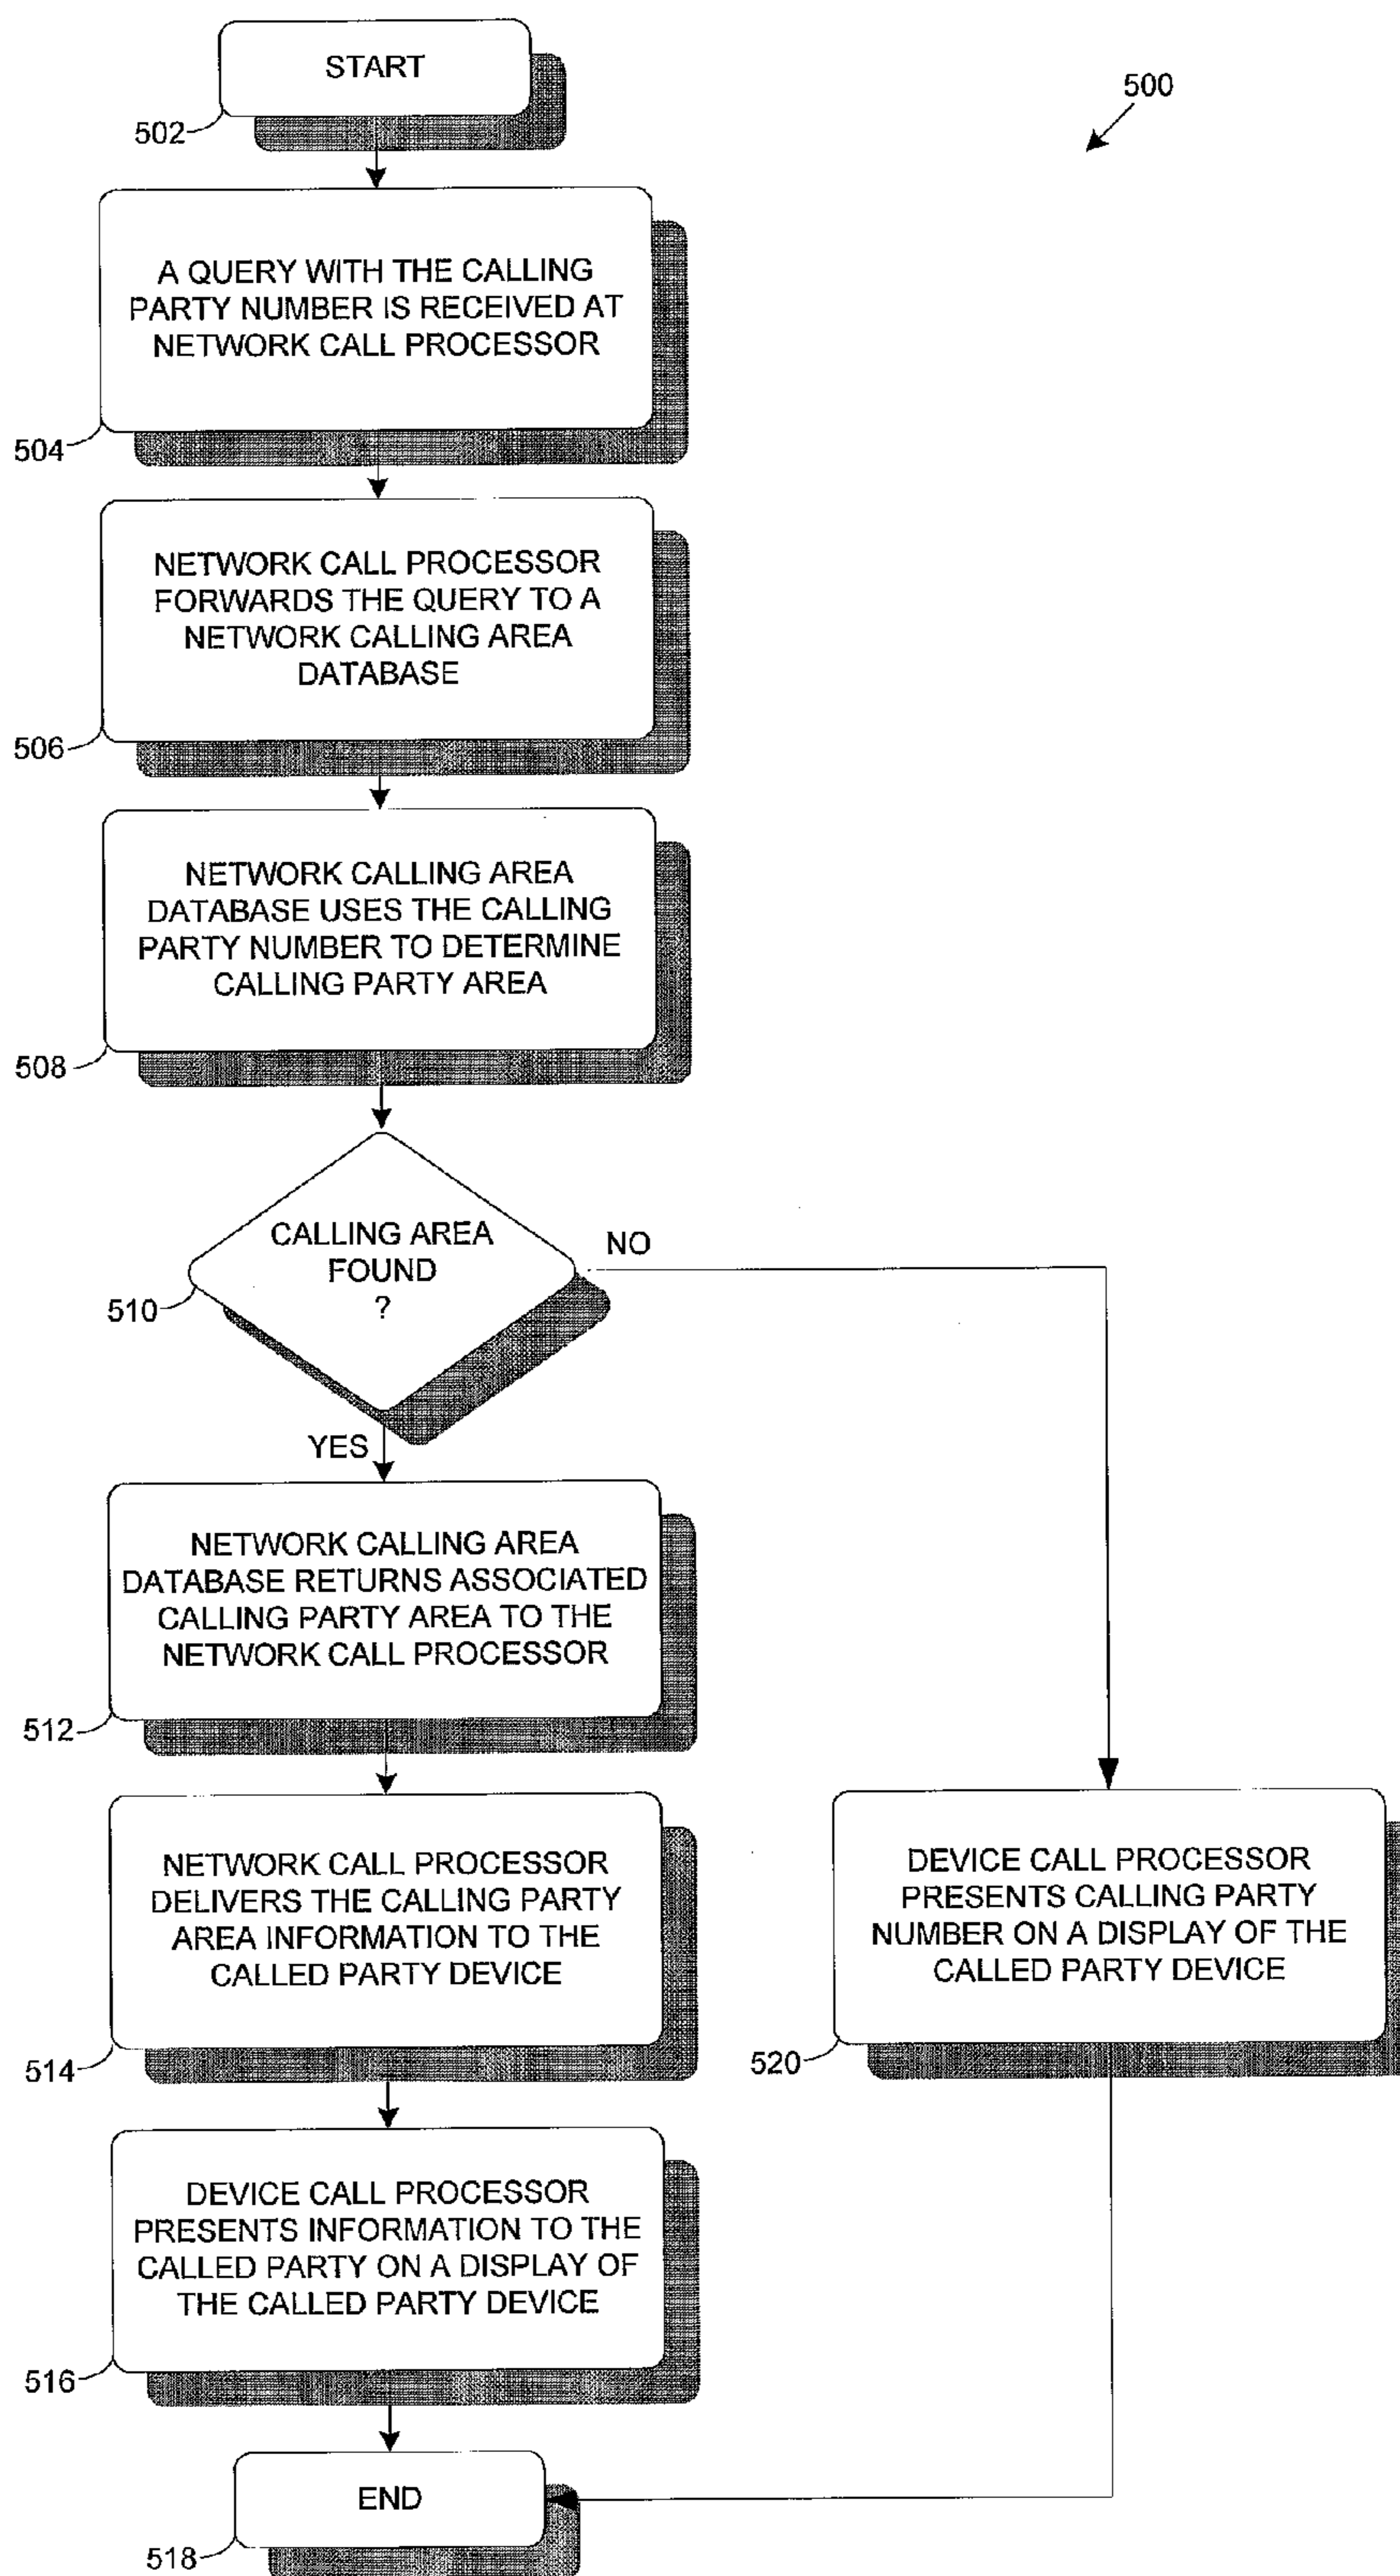 START
500
502
A QUERY WITH THE CALLING
PARTY NUMBER IS RECEIVED AT
NETWORK CALL PROCESSOR
504
NETWORK CALL PROCESSOR
FORWARDS THE QUERY TO A
NETWORK CALLING AREA
DATABASE
506
NETWORK CALLING AREA
DATABASE USES THE CALLING
PARTY NUMBER TO DETERMINE
CALLING PARTY AREA
508
CALLING AREA
FOUND
?
NO
510
YES
NETWORK CALLING AREA
DATABASE RETURNS ASSOCIATED
CALLING PARTY AREA TO THE
NETWORK CALL PROCESSOR
512
NETWORK CALL PROCESSOR
DELIVERS THE CALLING PARTY
AREA INFORMATION TO THE
CALLED PARTY DEVICE
514
DEVICE CALL PROCESSOR
PRESENTS CALLING PARTY
NUMBER ON A DISPLAY OF THE
CALLED PARTY DEVICE
520
DEVICE CALL PROCESSOR
PRESENTS INFORMATION TO THE
CALLED PARTY ON A DISPLAY OF
THE CALLED PARTY DEVICE
516
END
518